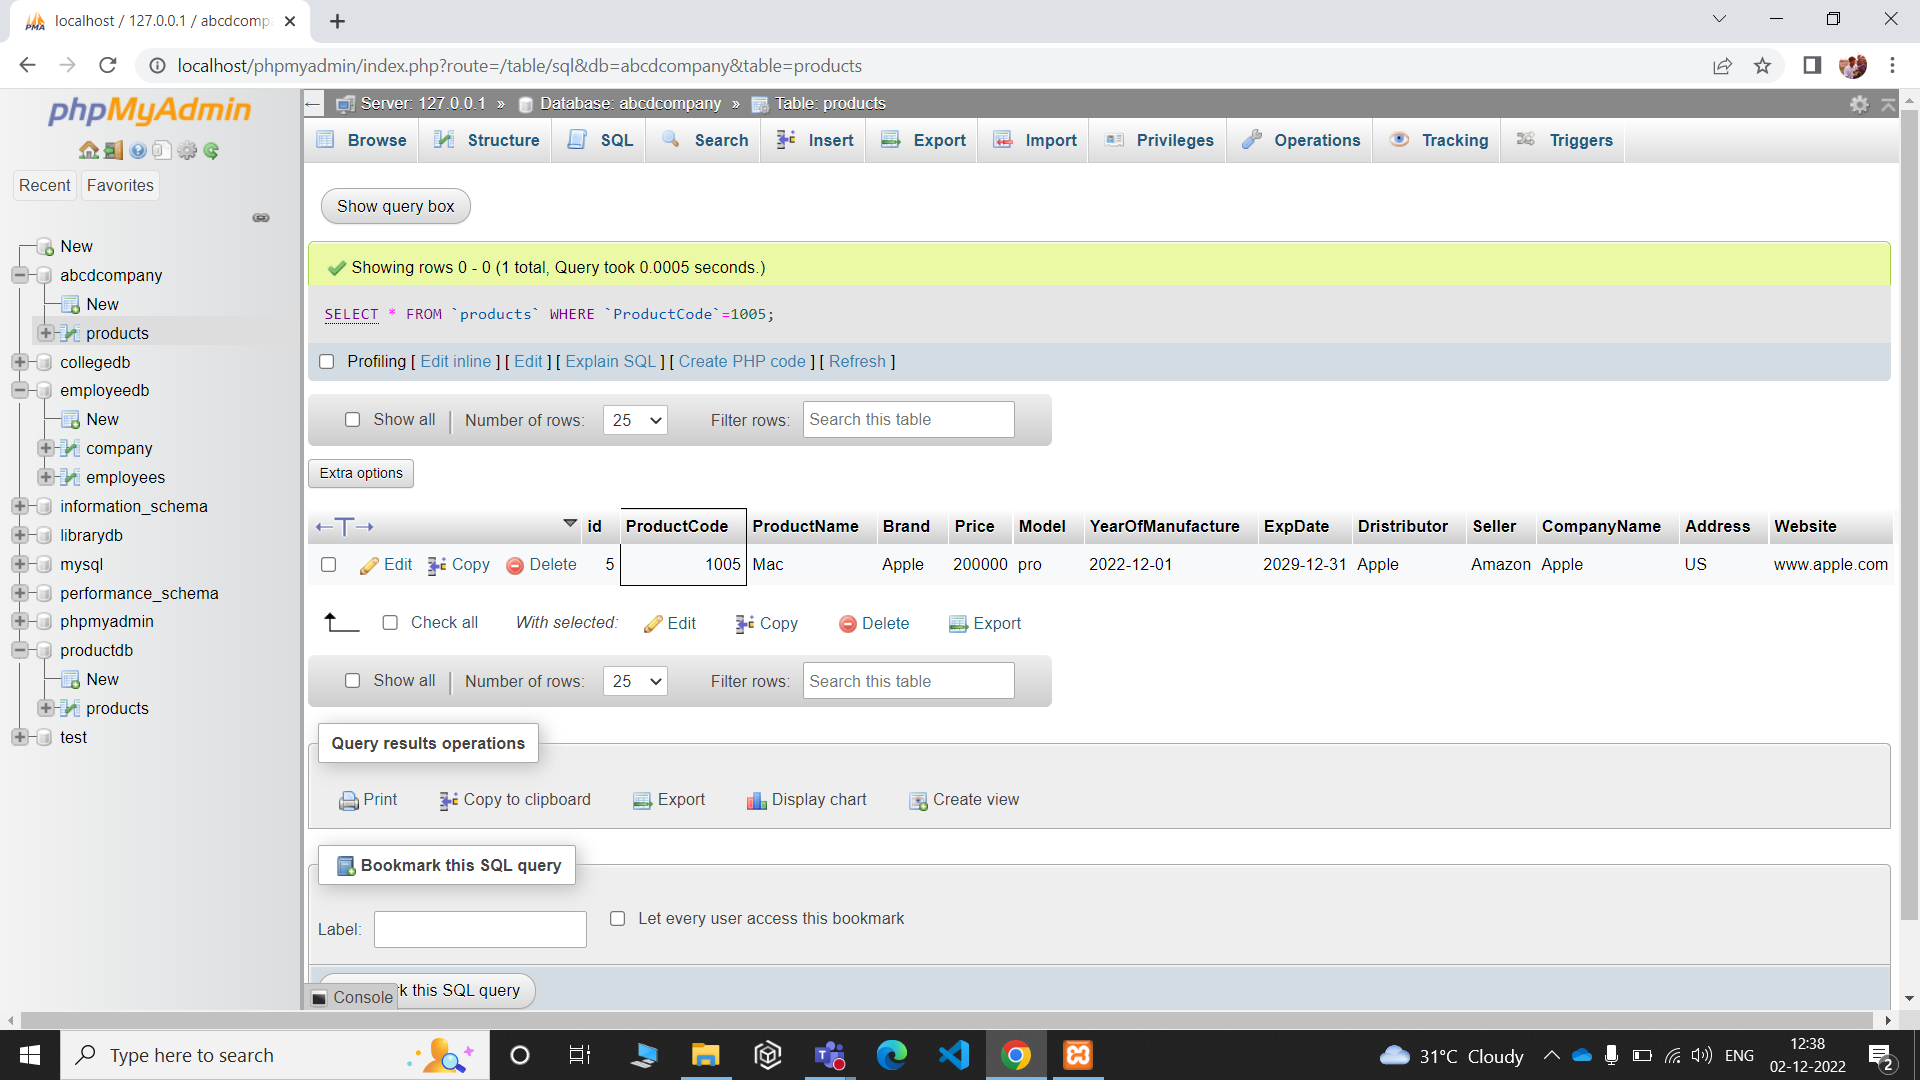 localhost / 127.0.0.1 / abcdcomp
localhost/phpmyadmin/index.php?route=/table/sql&db=abcdcompany&table=products
phpMyAdmin
Recent Favorites
New
abcdcompany
New
products
collegedb
employeedb
New
company
employees
information_schema
librarydb
mysql
performance_schema
phpmyadmin
productdb
New
products
test
Server: 127.0.0.1 » Database: abcdcompany » Table: products
Browse Structure SQL Search Insert Export Import Privileges Operations Tracking Triggers
Show query box
Showing rows 0 - 0 (1 total, Query took 0.0005 seconds.)
SELECT * FROM `products` WHERE `ProductCode`=1005;
Profiling [ Edit inline ] [ Edit ] [ Explain SQL ] [ Create PHP code ] [ Refresh ]
Show all Number of rows: 25 Filter rows: Search this table
Extra options
←T→ id ProductCode ProductName Brand Price Model YearOfManufacture ExpDate Dristributor Seller CompanyName Address Website
Edit Copy Delete 5 1005 Mac Apple 200000 pro 2022-12-01 2029-12-31 Apple Amazon Apple US www.apple.com
Check all With selected: Edit Copy Delete Export
Show all Number of rows: 25 Filter rows: Search this table
Query results operations
Print Copy to clipboard Export Display chart Create view
Bookmark this SQL query
Label: Let every user access this bookmark
Console k this SQL query
Type here to search
31°C Cloudy ENG 12:38
02-12-2022 2